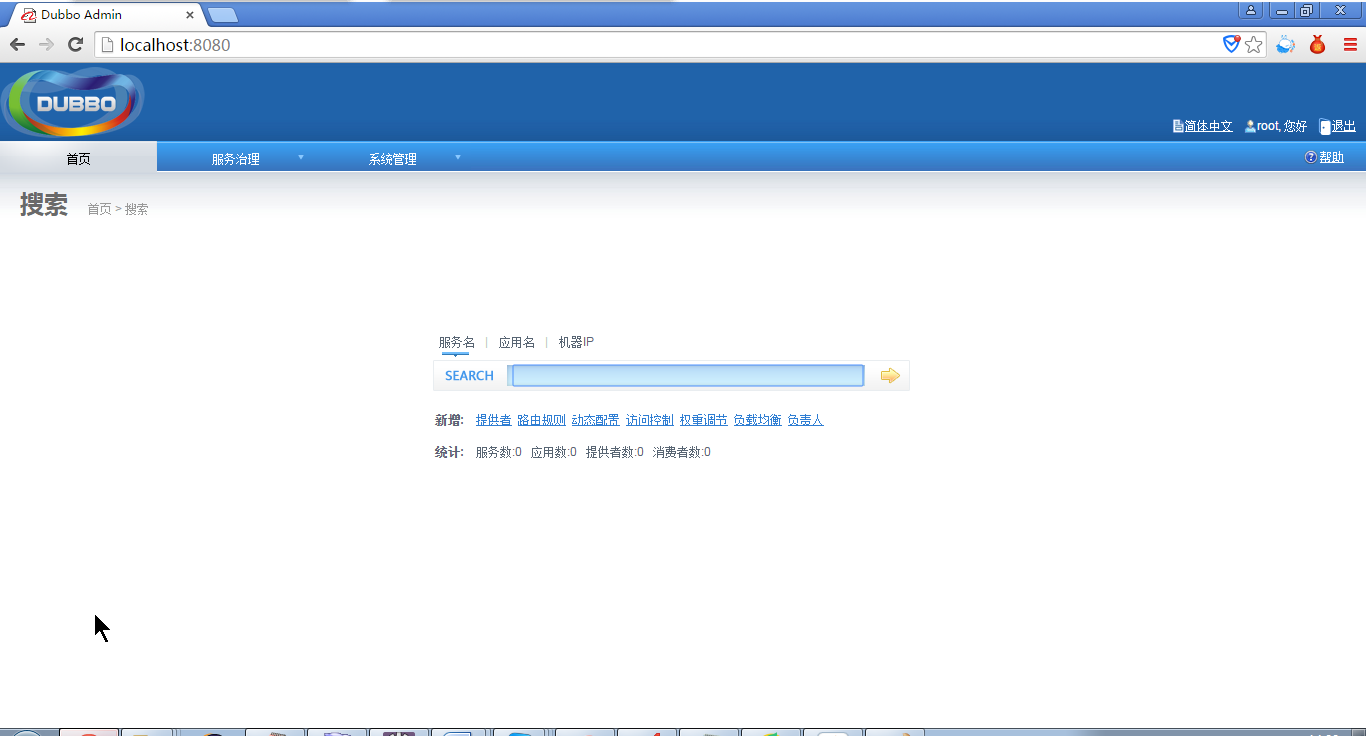 Dubbo Admin
localhost:8080
DUBBO
简体中文 root, 您好 退出
首页 服务治理 系统管理 帮助
搜索 首页 > 搜索
服务名 | 应用名 | 机器IP
SEARCH
新增: 提供者 路由规则 动态配置 访问控制 权重调节 负载均衡 负责人
统计: 服务数:0 应用数:0 提供者数:0 消费者数:0